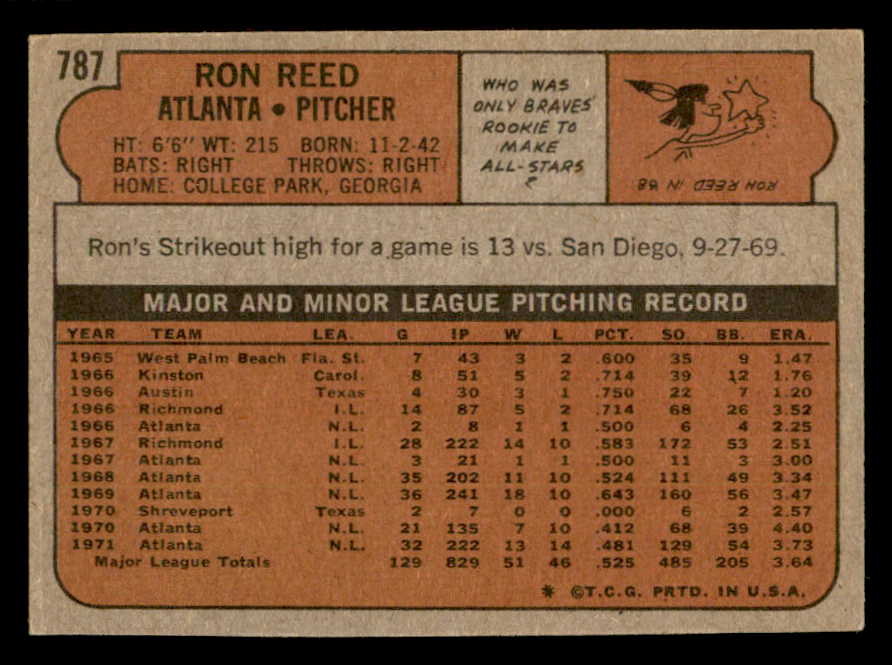 787
RON REED
ATLANTA • PITCHER
HT: 6'6" WT: 215 BORN: 11-2-42
BATS: RIGHT THROWS: RIGHT
HOME: COLLEGE PARK, GEORGIA
WHO WAS
ONLY BRAVES'
ROOKIE TO
MAKE
ALL-STARS
?
RON REED IN 68
Ron's Strikeout high for a game is 13 vs. San Diego, 9-27-69.
MAJOR AND MINOR LEAGUE PITCHING RECORD
YEAR TEAM LEA. G IP W L PCT. SO BB. ERA.
1965 West Palm Beach Fla. St. 7 43 3 2 .600 35 9 1.47
1966 Kinston Carol. 8 51 5 2 .714 39 12 1.76
1966 Austin Texas 4 30 3 1 .750 22 7 1.20
1966 Richmond I.L. 14 87 5 2 .714 68 26 3.52
1966 Atlanta N.L. 2 8 1 1 .500 6 4 2.25
1967 Richmond I.L. 28 222 14 10 .583 172 53 2.51
1967 Atlanta N.L. 3 21 1 1 .500 11 3 3.00
1968 Atlanta N.L. 35 202 11 10 .524 111 49 3.34
1969 Atlanta N.L. 36 241 18 10 .643 160 56 3.47
1970 Shreveport Texas 2 7 0 0 .000 6 2 2.57
1970 Atlanta N.L. 21 135 7 10 .412 68 39 4.40
1971 Atlanta N.L. 32 222 13 14 .481 129 54 3.73
Major League Totals 129 829 51 46 .525 485 205 3.64
* ©T.C.G. PRTD. IN U.S.A.